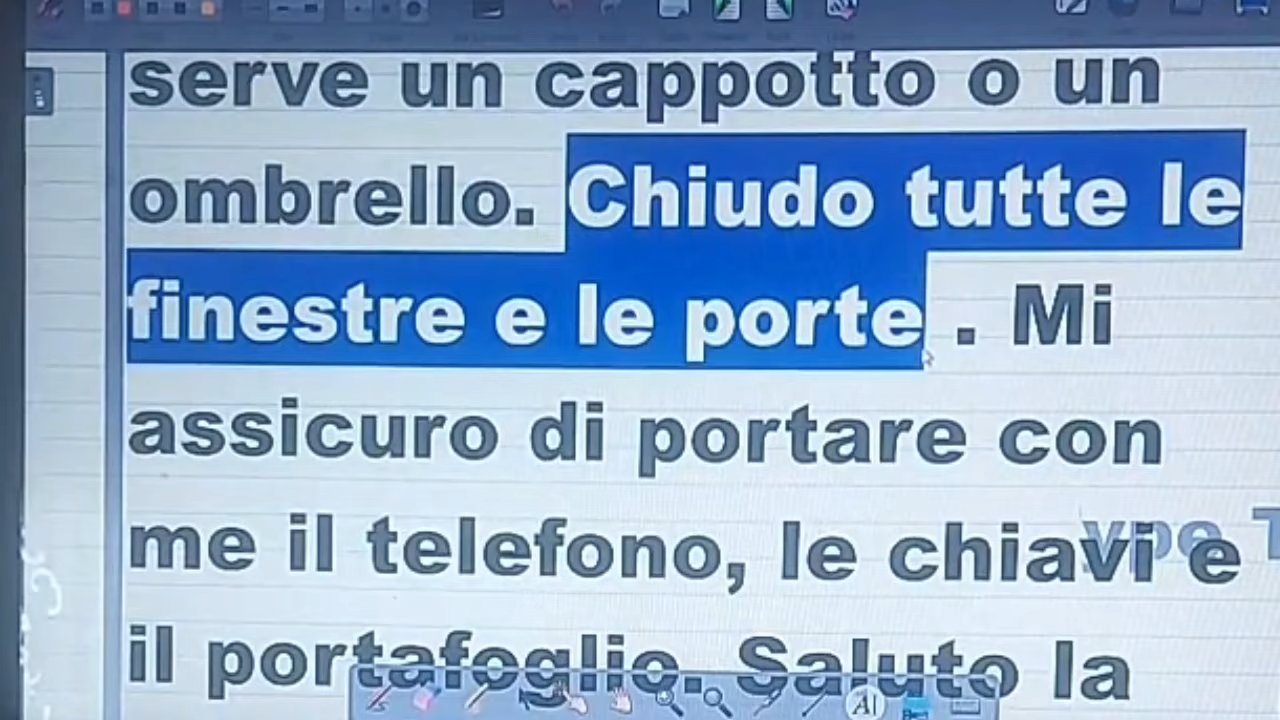 serve un cappotto o un
ombrello. Chiudo tutte le
finestre e le porte . Mi
assicuro di portare con
me il telefono, le chiavi e
il portafoglio. Saluto la